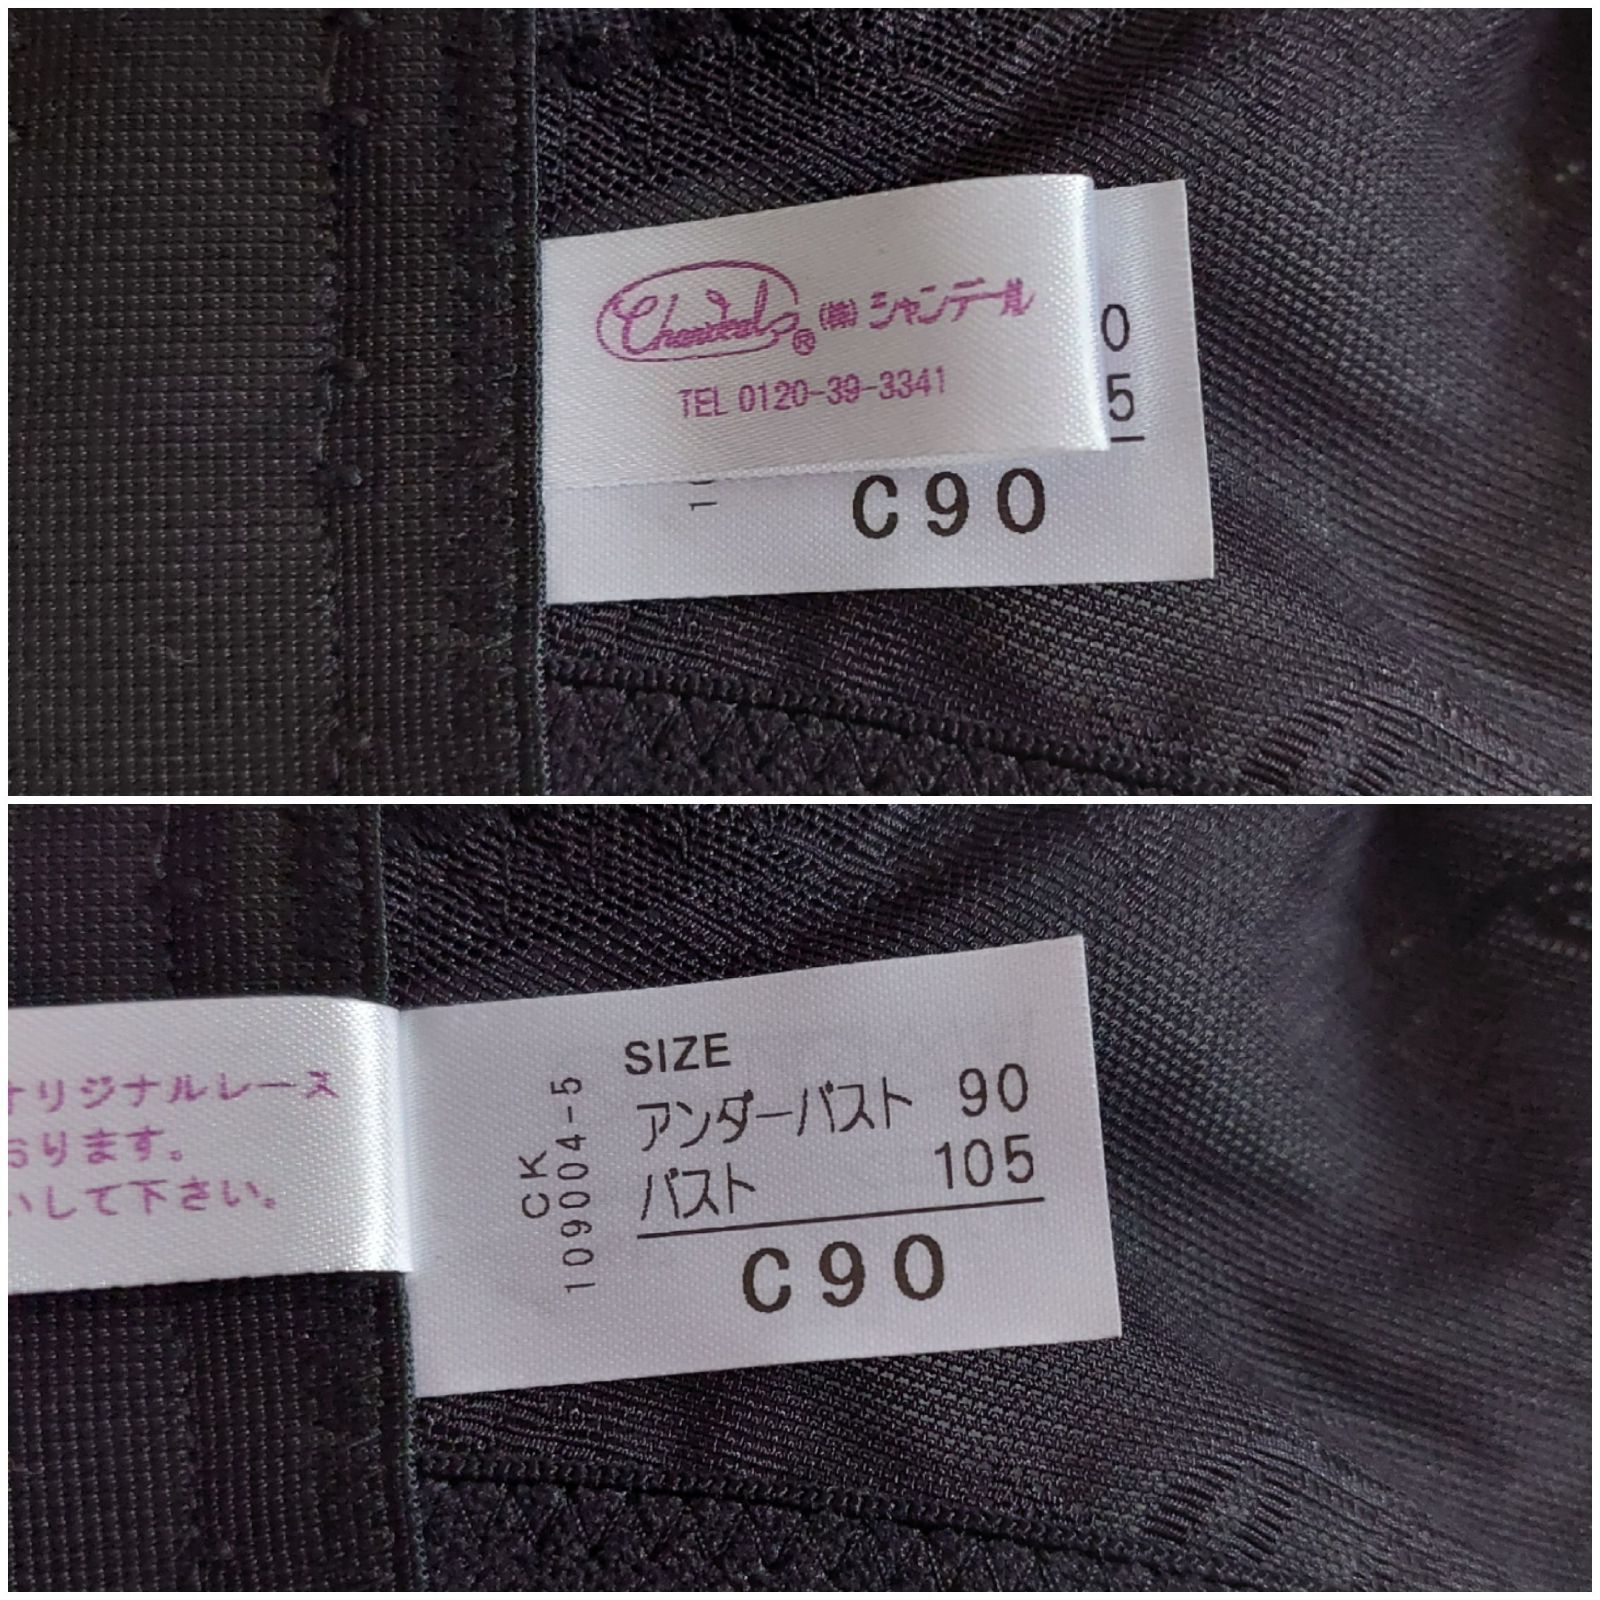 Chandeal® (株)シャンテール
TEL 0120-39-3341
0
5
C90
オリジナルレース
おります。
いして下さい。
CK
109004-5
SIZE
アンダーバスト 90
バスト 105
C90